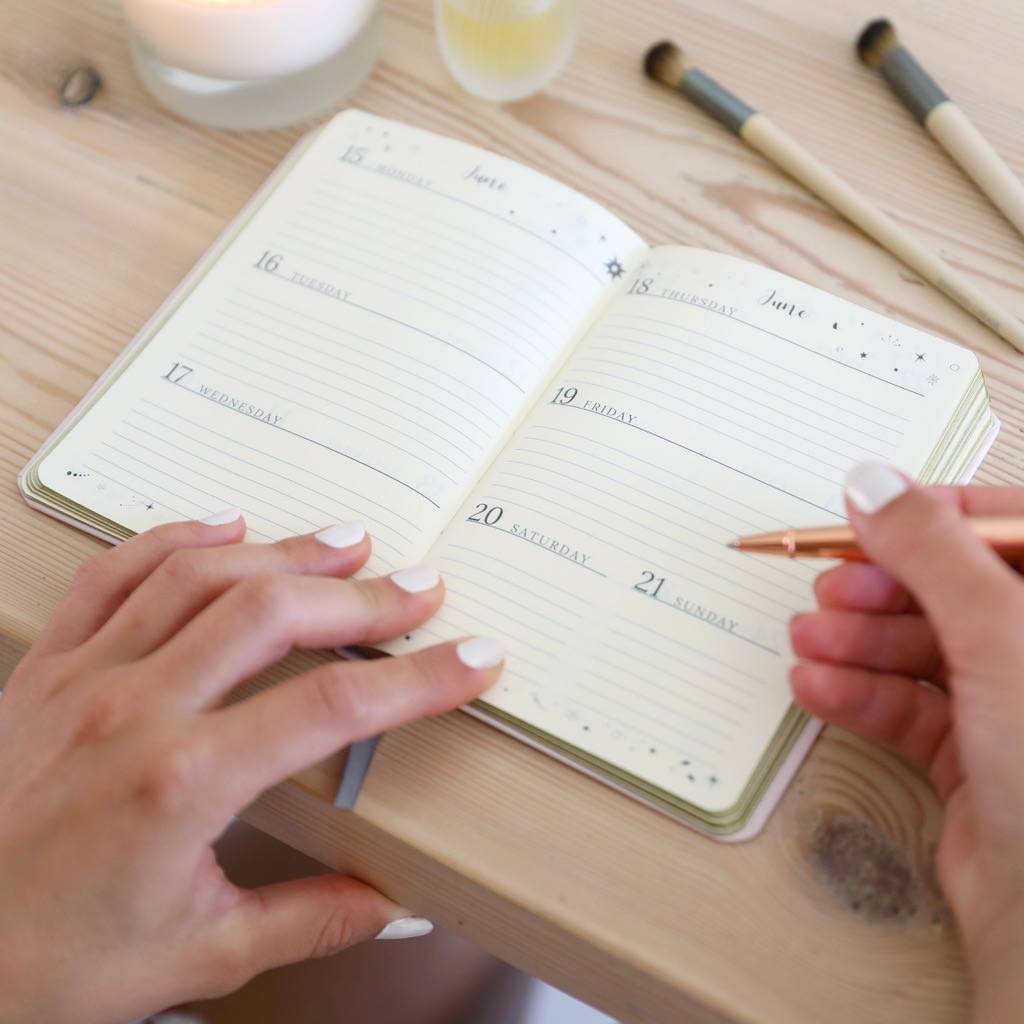 June
15 MONDAY
16 TUESDAY
17 WEDNESDAY
June
18 THURSDAY
19 FRIDAY
20 SATURDAY
21 SUNDAY